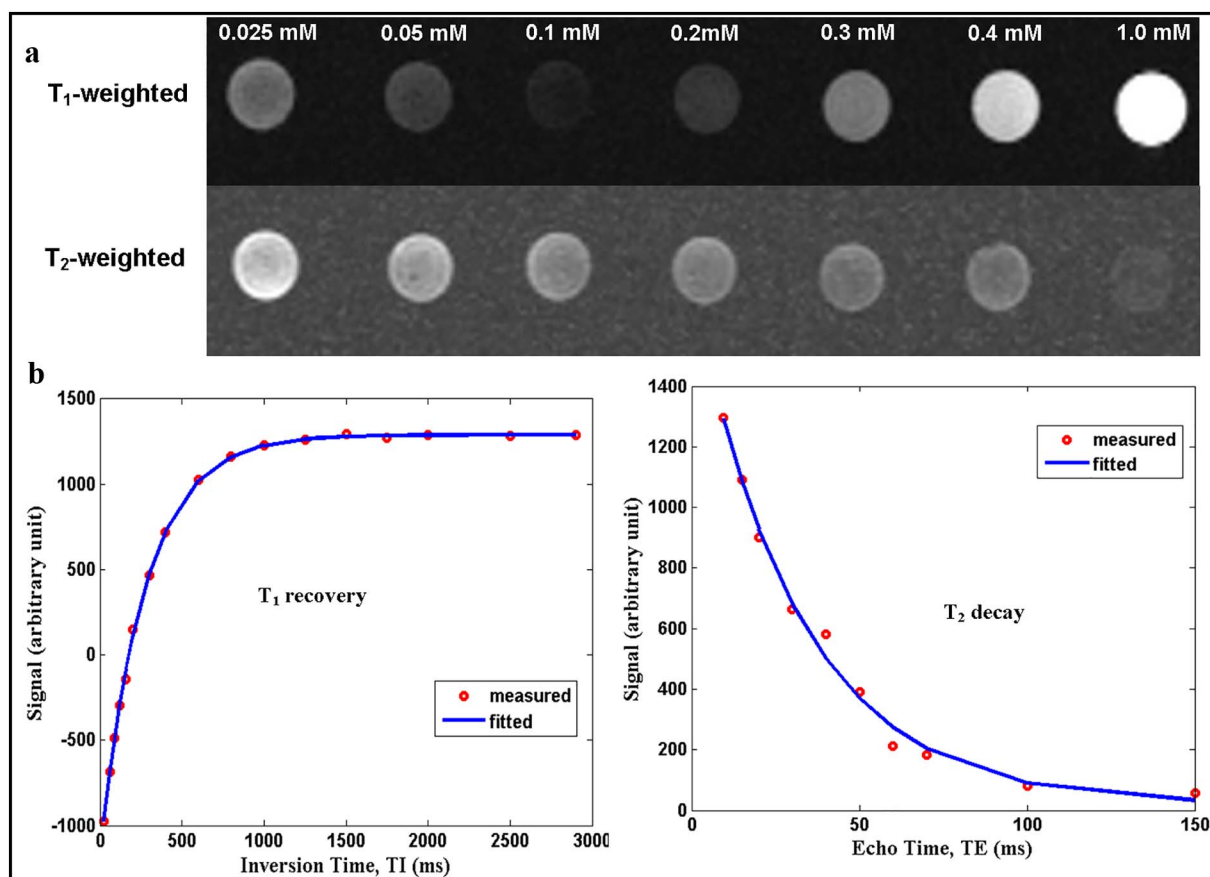 a
0.025 mM 0.05 mM 0.1 mM 0.2mM 0.3 mM 0.4 mM 1.0 mM
T₁-weighted
T₂-weighted
b
1500
1000
500
0
-500
-1000
Signal (arbitrary unit)
T₁ recovery
measured
fitted
0 500 1000 1500 2000 2500 3000
Inversion Time, TI (ms)
1400
1200
1000
800
600
400
200
0
Signal (arbitrary unit)
measured
fitted
T₂ decay
0 50 100 150
Echo Time, TE (ms)